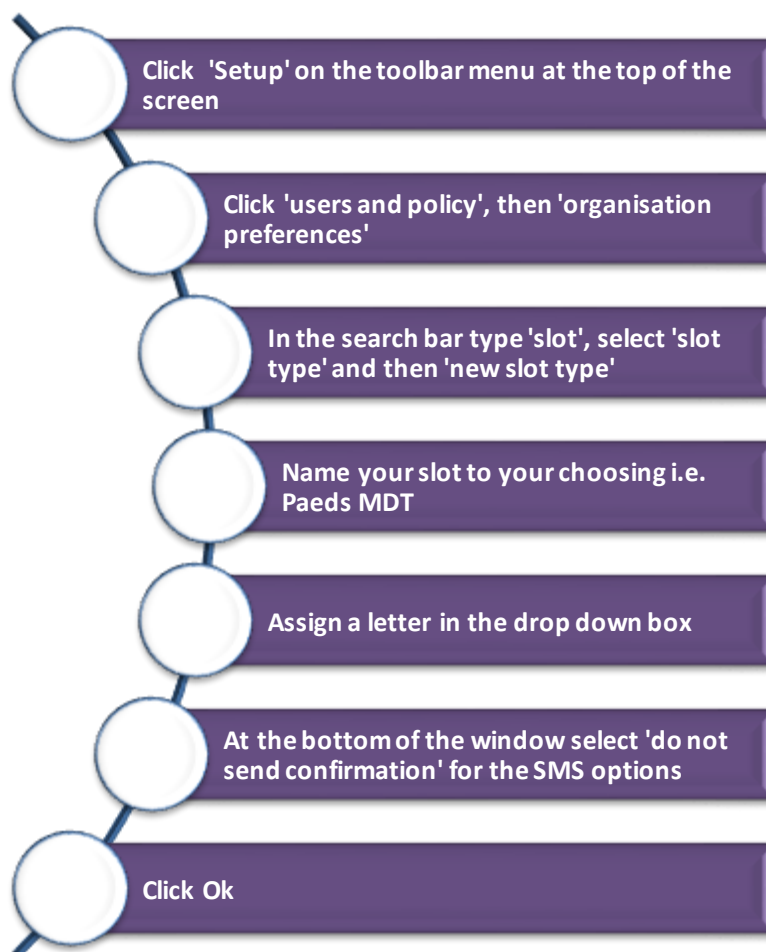 Click 'Setup' on the toolbar menu at the top of the
screen
Click 'users and policy', then 'organisation
preferences'
In the search bar type 'slot', select 'slot
type' and then 'new slot type'
Name your slot to your choosing i.e.
Paeds MDT
Assign a letter in the drop down box
At the bottom of the window select 'do not
send confirmation' for the SMS options
Click Ok